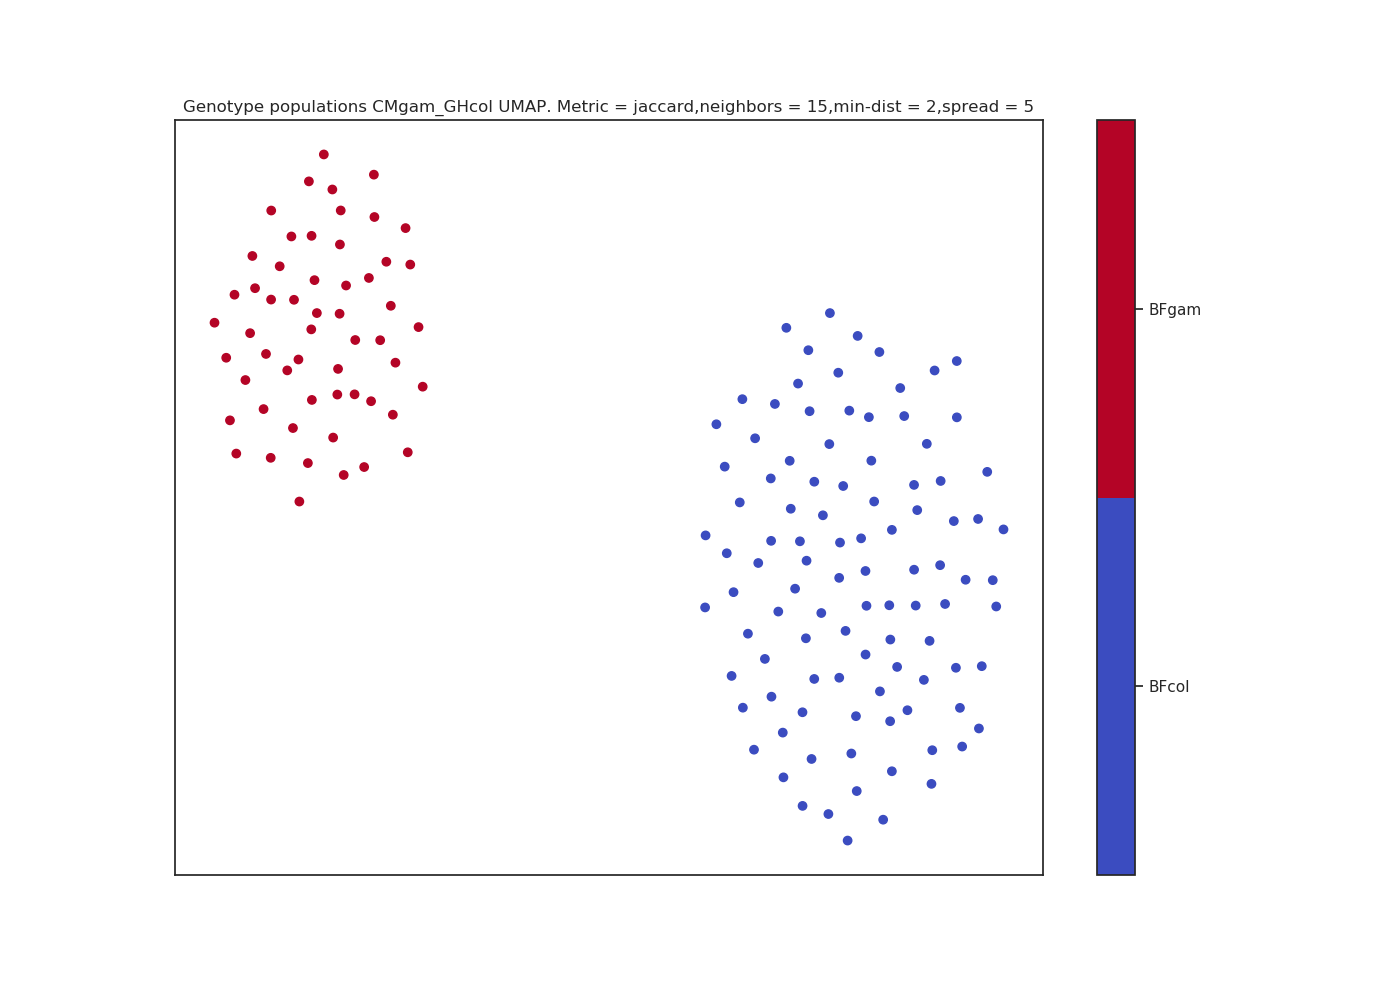 Genotype populations CMgam_GHcol UMAP. Metric = jaccard,neighbors = 15,min-dist = 2,spread = 5
BFgam
BFcol